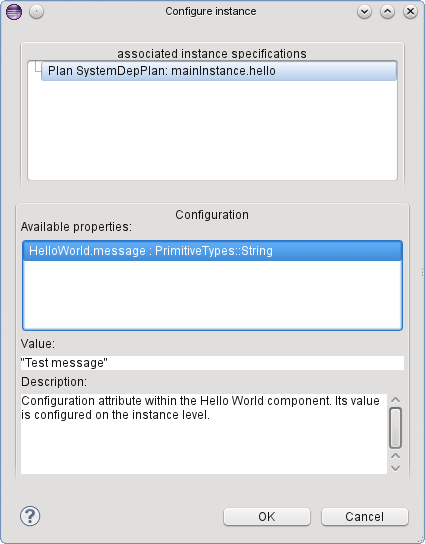 Configure instance
associated instance specifications
Plan SystemDepPlan: mainInstance.hello
Configuration
Available properties:
HelloWorld.message : PrimitiveTypes::String
Value:
"Test message"
Description:
Configuration attribute within the Hello World component. Its value
is configured on the instance level.
?
OK
Cancel